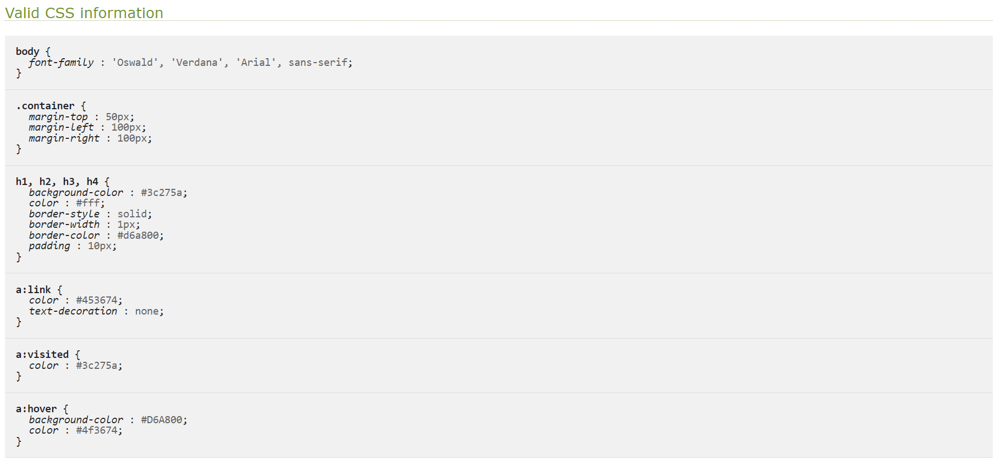 Valid CSS information
body {
font-family : 'Oswald', 'Verdana', 'Arial', sans-serif;
}
.container {
margin-top : 50px;
margin-left : 100px;
margin-right : 100px;
}
h1, h2, h3, h4 {
background-color : #3c275a;
color : #fff;
border-style : solid;
border-width : 1px;
border-color : #d6a800;
padding : 10px;
}
a:link {
color : #453674;
text-decoration : none;
}
a:visited {
color : #3c275a;
}
a:hover {
background-color : #D6A800;
color : #4f3674;
}